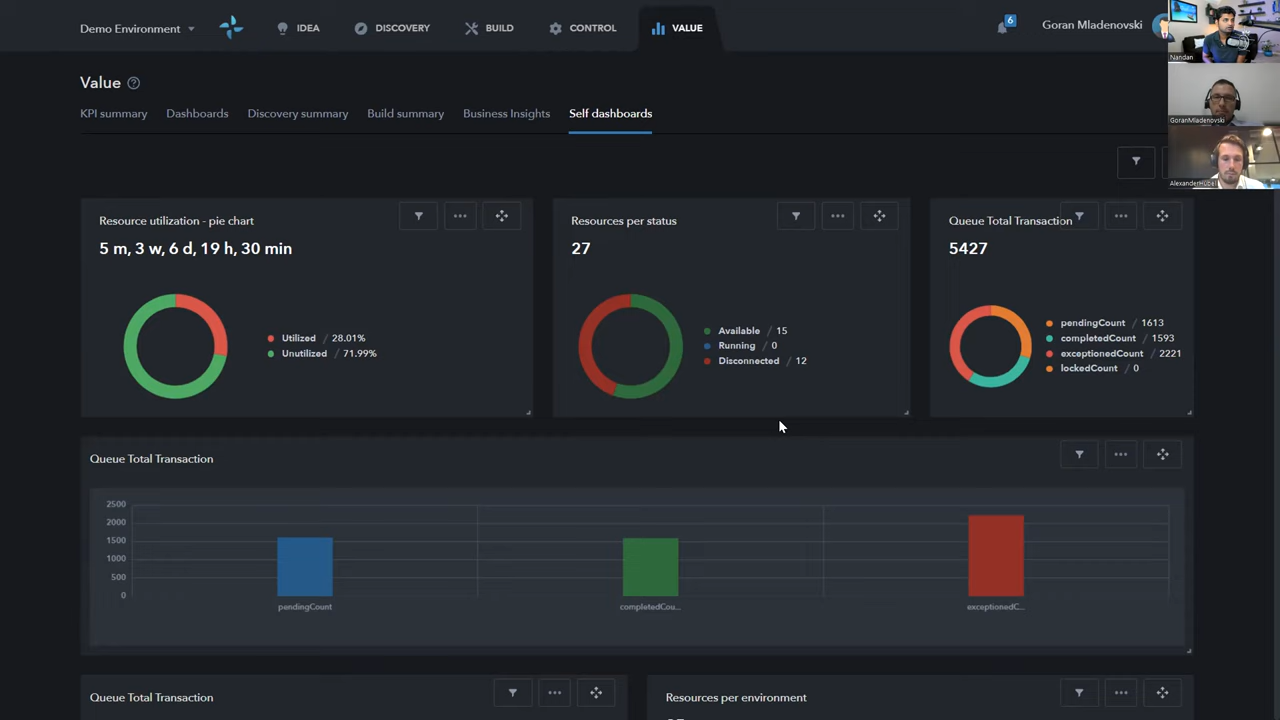 Demo Environment
IDEA
DISCOVERY
BUILD
CONTROL
VALUE
6
Goran Mladenovski
Nandan
GoranMladenovski
AlexanderHübel
Value
?
KPI summary
Dashboards
Discovery summary
Build summary
Business Insights
Self dashboards
Resource utilization - pie chart
5 m, 3 w, 6 d, 19 h, 30 min
Utilized / 28.01%
Unutilized / 71.99%
Resources per status
27
Available / 15
Running / 0
Disconnected / 12
Queue Total Transaction
5427
pendingCount / 1613
completedCount / 1593
exceptionedCount / 2221
lockedCount / 0
Queue Total Transaction
2500
2000
1500
1000
500
0
pendingCount
completedCou...
exceptionedC...
Queue Total Transaction
Resources per environment